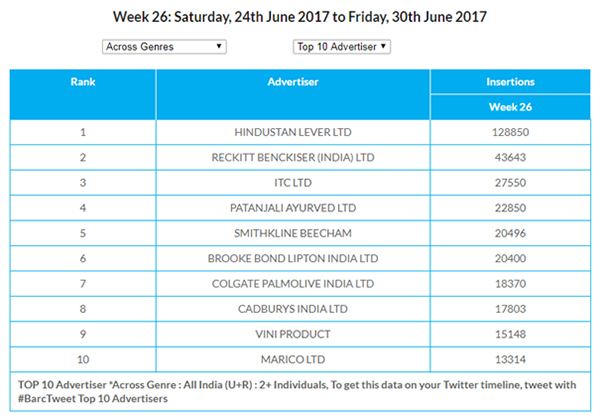 Week 26: Saturday, 24th June 2017 to Friday, 30th June 2017
Across Genres Top 10 Advertiser
Rank Advertiser Insertions
Week 26
1 HINDUSTAN LEVER LTD 128850
2 RECKITT BENCKISER (INDIA) LTD 43643
3 ITC LTD 27550
4 PATANJALI AYURVED LTD 22850
5 SMITHKLINE BEECHAM 20496
6 BROOKE BOND LIPTON INDIA LTD 20400
7 COLGATE PALMOLIVE INDIA LTD 18370
8 CADBURYS INDIA LTD 17803
9 VINI PRODUCT 15148
10 MARICO LTD 13314
TOP 10 Advertiser *Across Genre : All India (U+R) : 2+ Individuals, To get this data on your Twitter timeline, tweet with
#BarcTweet Top 10 Advertisers